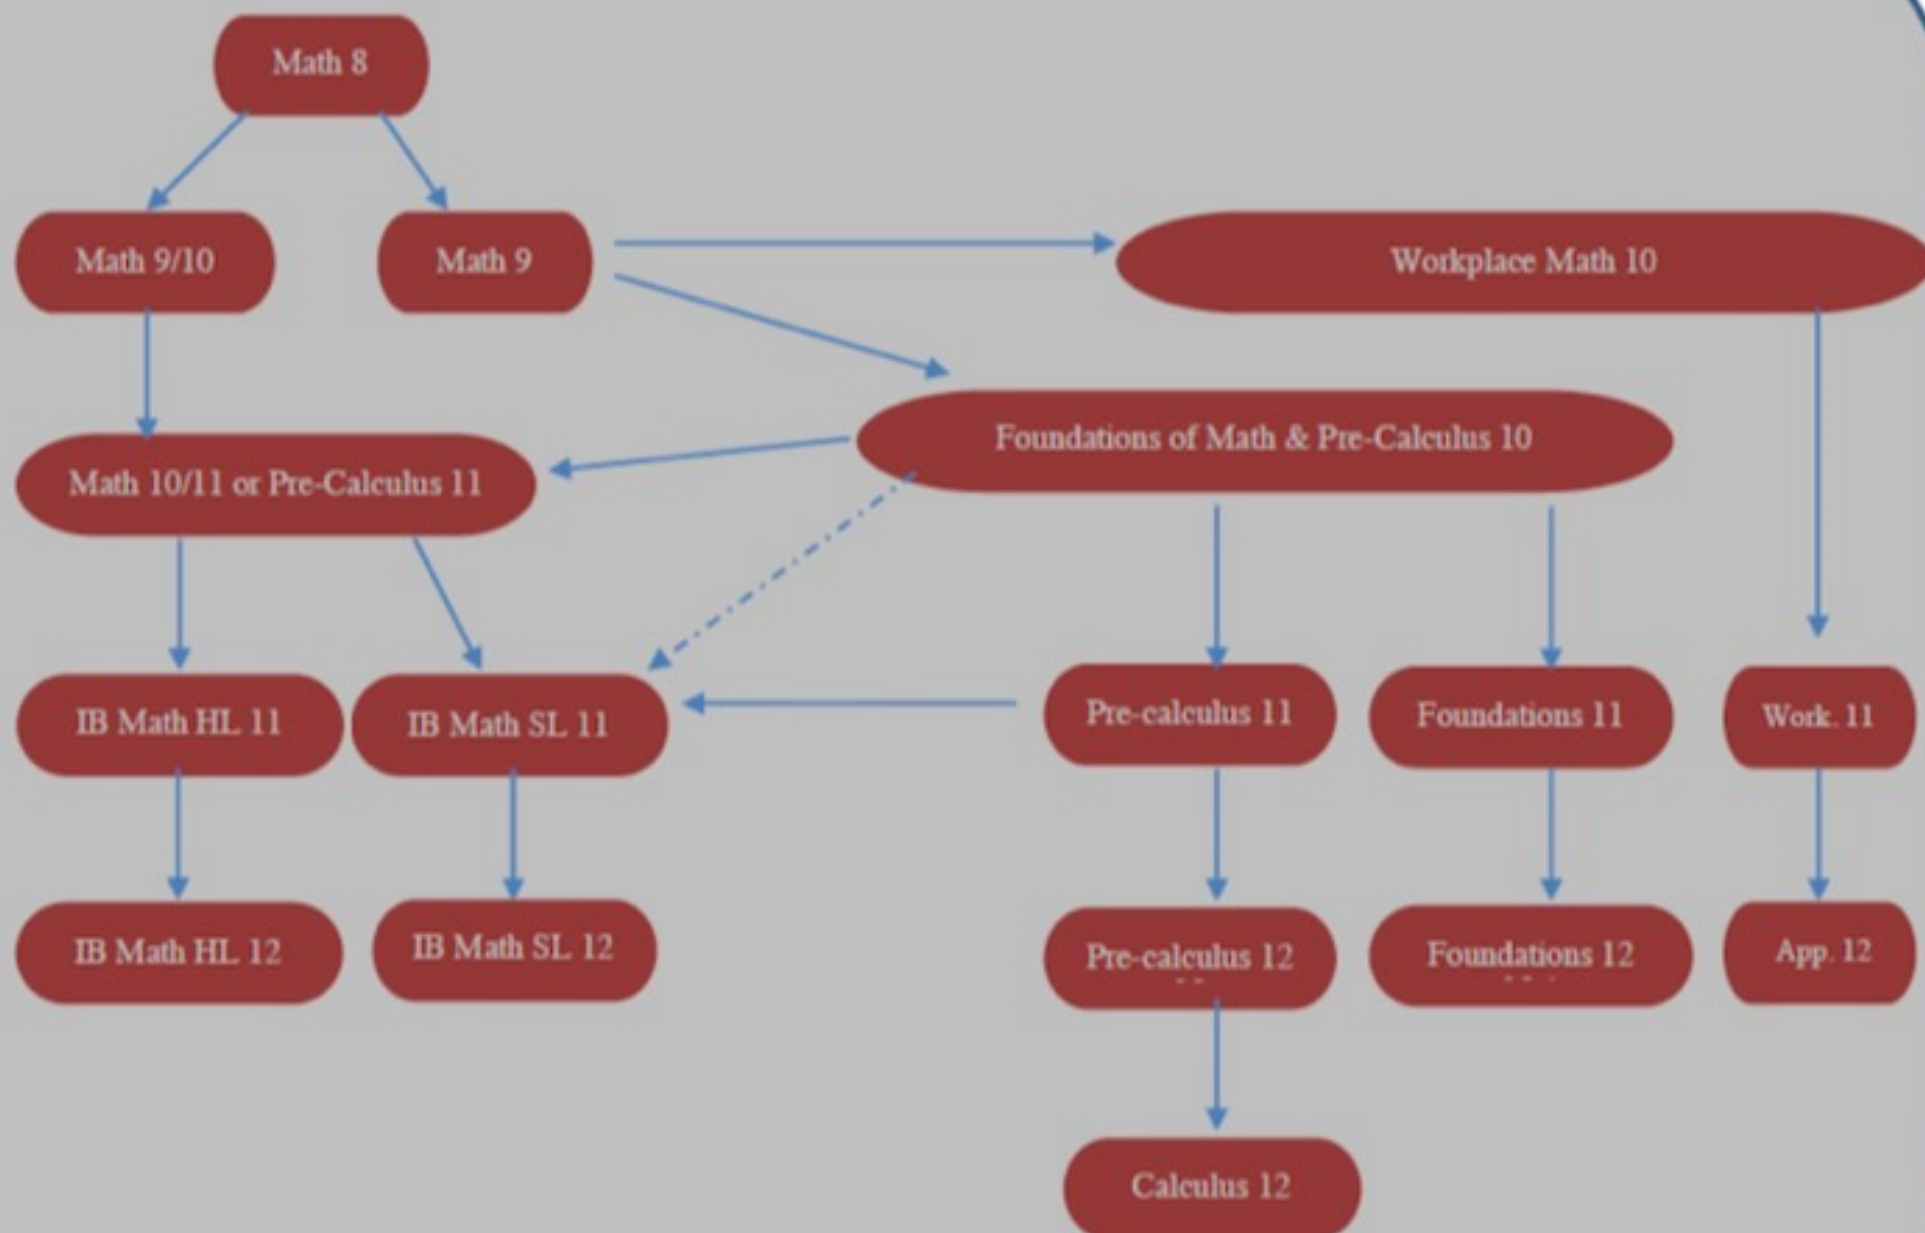 Math 8
Math 9/10
Math 9
Workplace Math 10
Foundations of Math & Pre-Calculus 10
Math 10/11 or Pre-Calculus 11
IB Math HL 11
IB Math SL 11
Pre-calculus 11
Foundations 11
Work. 11
IB Math HL 12
IB Math SL 12
Pre-calculus 12
Foundations 12
App. 12
Calculus 12